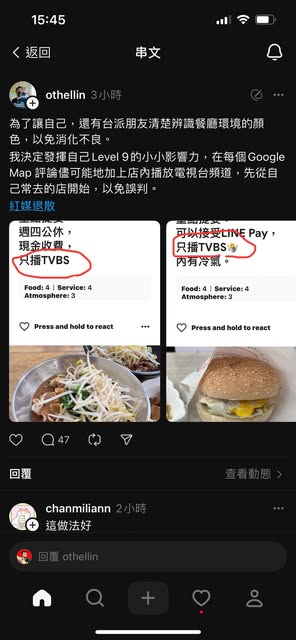 15:45
返回
串文
othellin 3小時
為了讓自己，還有台派朋友清楚辨識餐廳環境的顏
色，以免消化不良。
我決定發揮自己Level 9的小小影響力，在每個Google
Map 評論儘可能地加上店內播放電視台頻道，先從自
己常去的店開始，以免誤判。
紅媒退散
週四公休，
現金收費，
只播TVBS
Food: 4 | Service: 4
Atmosphere: 3
Press and hold to react
可以接受LINE Pay，
只播TVBS
內有冷氣。
Food: 4 | Service: 4
Atmosphere: 3
Press and hold to react
47
回覆
查看動態
chanmiliann 2小時
這做法好
回覆 othellin